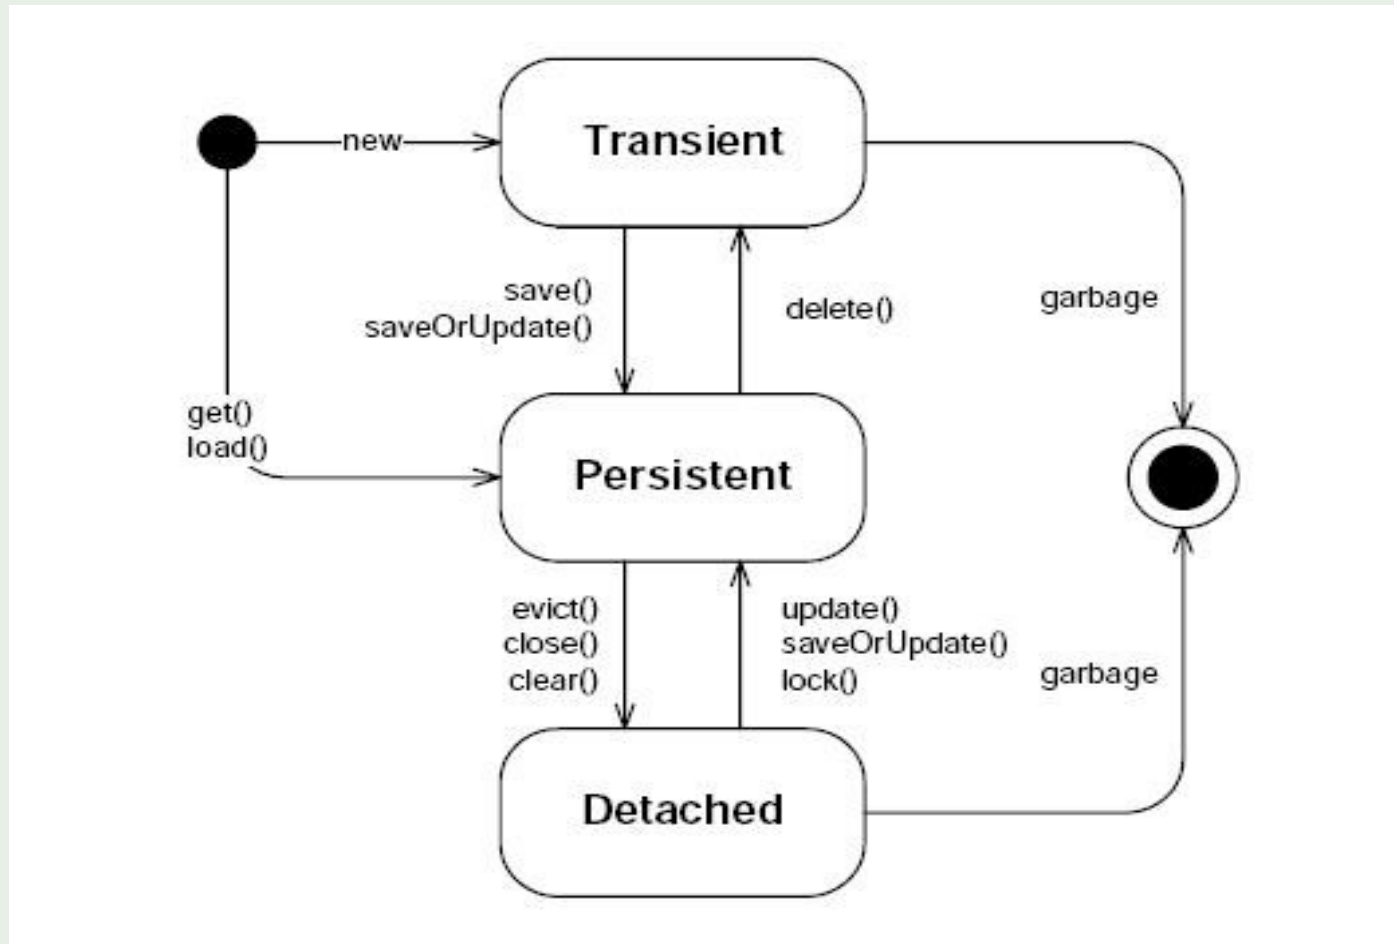 Transient
new
save()
saveOrUpdate()
delete()
garbage
get()
load()
Persistent
evict()
close()
clear()
update()
saveOrUpdate()
lock()
garbage
Detached